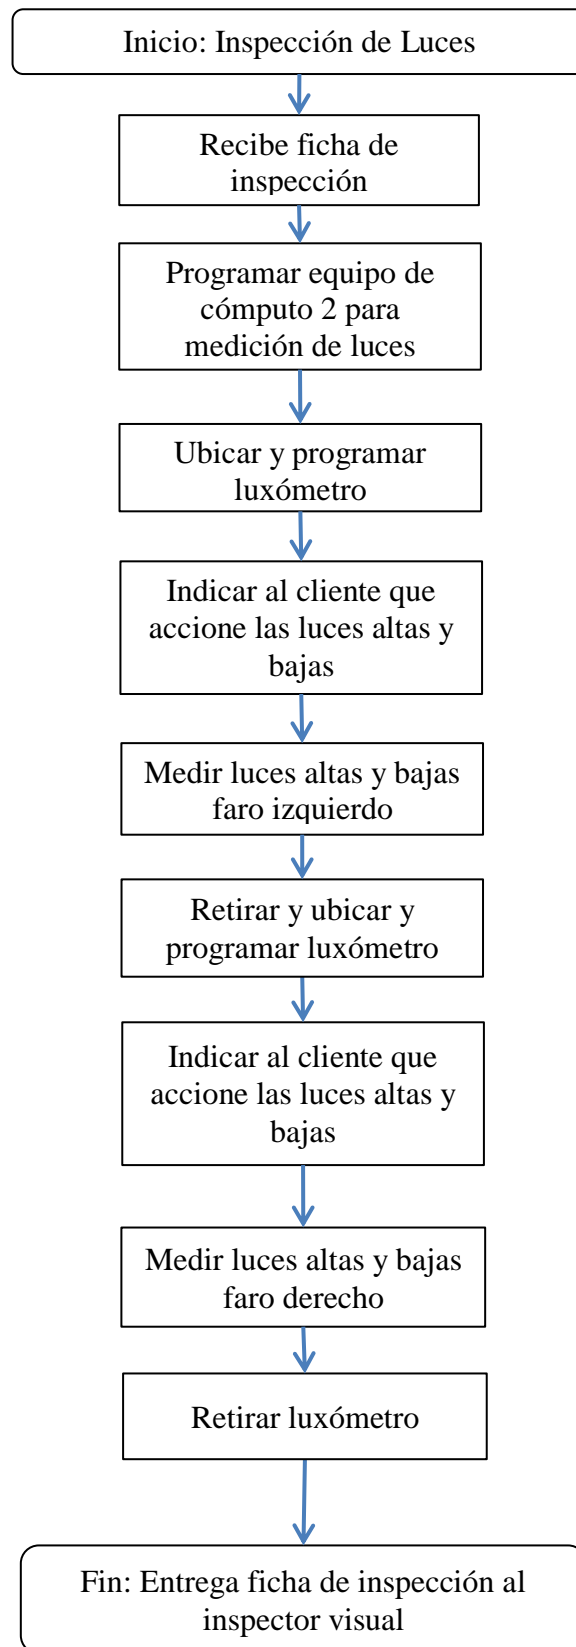 Inicio: Inspección de Luces
Recibe ficha de
inspección
Programar equipo de
cómputo 2 para
medición de luces
Ubicar y programar
luxómetro
Indicar al cliente que
accione las luces altas y
bajas
Medir luces altas y bajas
faro izquierdo
Retirar y ubicar y
programar luxómetro
Indicar al cliente que
accione las luces altas y
bajas
Medir luces altas y bajas
faro derecho
Retirar luxómetro
Fin: Entrega ficha de inspección al
inspector visual